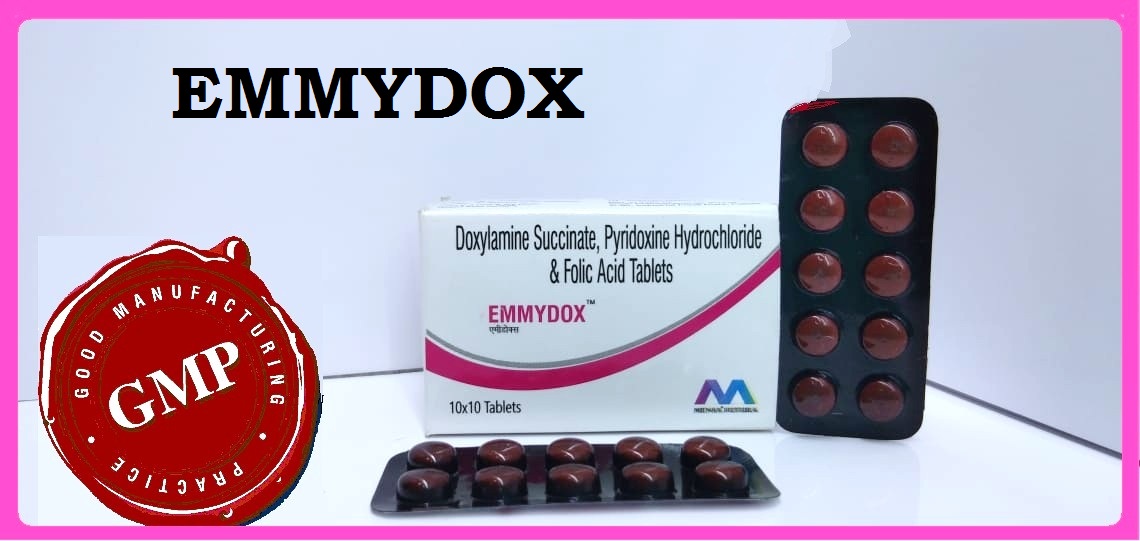 EMMYDOX
Doxylamine Succinate, Pyridoxine Hydrochloride
& Folic Acid Tablets
EMMYDOX™
एमीडोक्स
10x10 Tablets
GOOD MANUFACTURING
GMP
PRACTICE